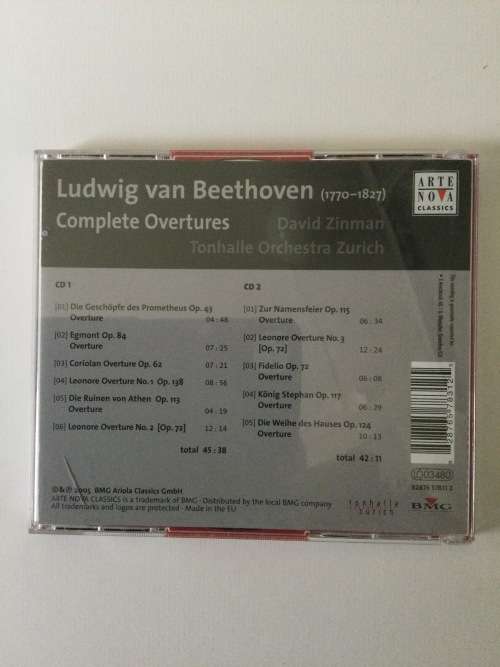 Ludwig van Beethoven (1770–1827)
Complete Overtures
David Zinman
Tonhalle Orchestra Zurich
ARTE
NOVA
CLASSICS
CD 1
[01] Die Geschöpfe des Prometheus Op. 43
Overture 04:48
[02] Egmont Op. 84
Overture 07:25
[03] Coriolan Overture Op. 62 07:21
[04] Leonore Overture No. 1 Op. 138 08:56
[05] Die Ruinen von Athen Op. 113
Overture 04:19
[06] Leonore Overture No. 2 [Op. 72] 12:14
total 45:38
CD 2
[01] Zur Namensfeier Op. 115
Overture 06:34
[02] Leonore Overture No. 3
[Op. 72] 12:24
[03] Fidelio Op. 72
Overture 06:08
[04] König Stephan Op. 117
Overture 06:29
[05] Die Weihe des Hauses Op. 124
Overture 10:13
total 42:11
©&℗ 2005 BMG Ariola Classics GmbH
ARTE NOVA CLASSICS is a trademark of BMG · Distributed by the local BMG company
All trademarks and logos are protected · Made in the EU
tonhalle
zürich
BMG
LC 03480